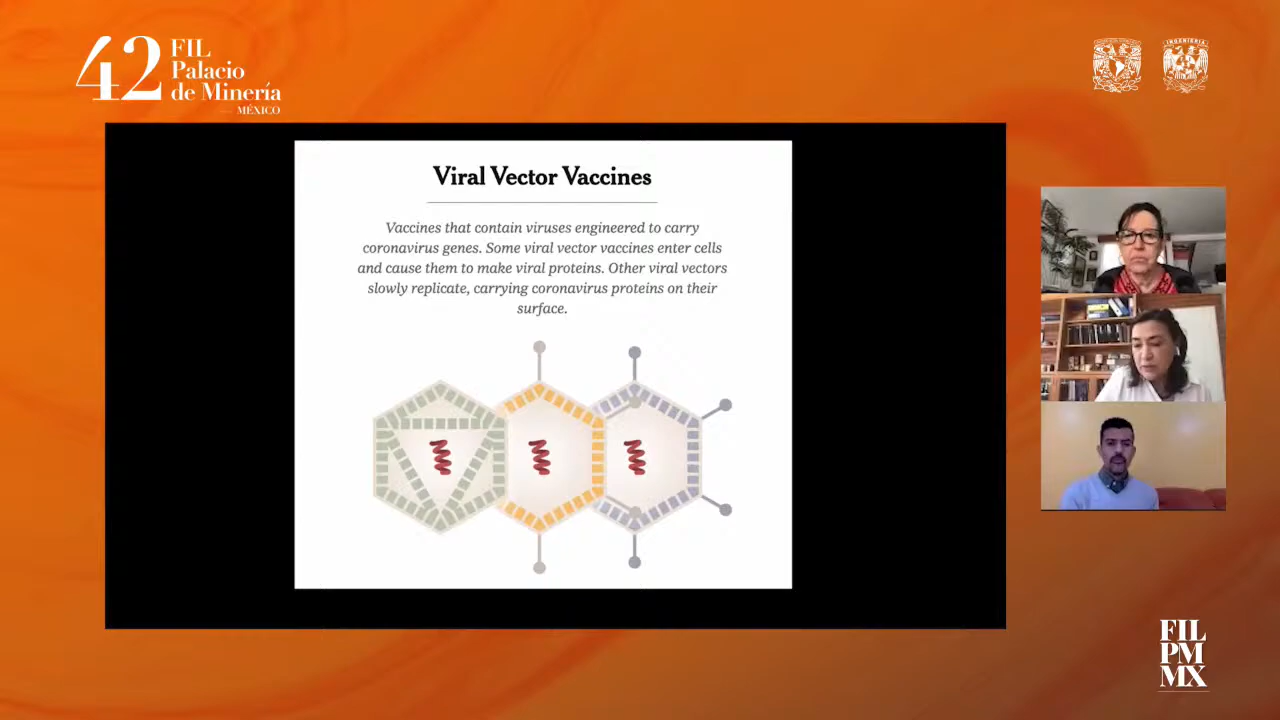 42
FIL
Palacio
de Minería
MÉXICO
Viral Vector Vaccines
Vaccines that contain viruses engineered to carry
coronavirus genes. Some viral vector vaccines enter cells
and cause them to make viral proteins. Other viral vectors
slowly replicate, carrying coronavirus proteins on their
surface.
FIL
PM
MX